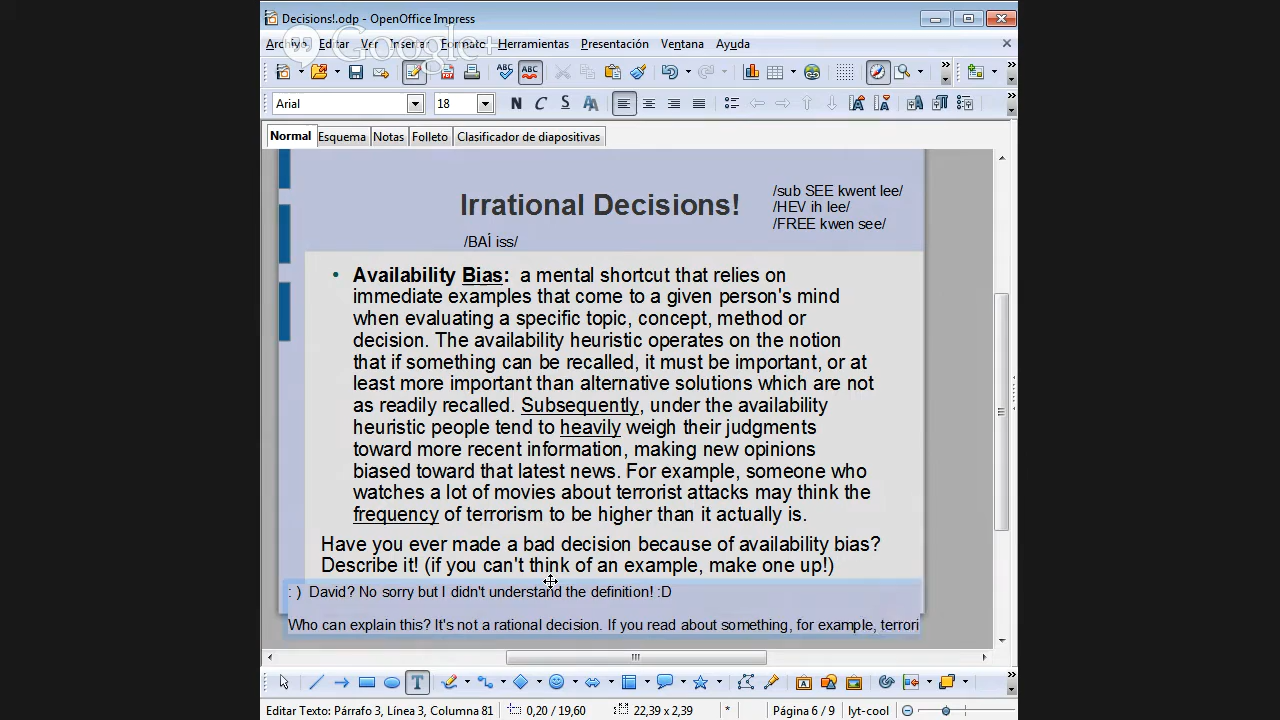 Decisions!.odp - OpenOffice Impress
Archivo Editar Ver Insertar Formato Herramientas Presentación Ventana Ayuda
Google+
Arial 18 N C S
Normal Esquema Notas Folleto Clasificador de diapositivas
Irrational Decisions!
/sub SEE kwent lee/
/HEV ih lee/
/FREE kwen see/
/BAÍ iss/
• Availability Bias: a mental shortcut that relies on
immediate examples that come to a given person's mind
when evaluating a specific topic, concept, method or
decision. The availability heuristic operates on the notion
that if something can be recalled, it must be important, or at
least more important than alternative solutions which are not
as readily recalled. Subsequently, under the availability
heuristic people tend to heavily weigh their judgments
toward more recent information, making new opinions
biased toward that latest news. For example, someone who
watches a lot of movies about terrorist attacks may think the
frequency of terrorism to be higher than it actually is.
Have you ever made a bad decision because of availability bias?
Describe it! (if you can't think of an example, make one up!)
: ) David? No sorry but I didn't understand the definition! :D
Who can explain this? It's not a rational decision. If you read about something, for example, terrori
Editar Texto: Párrafo 3, Línea 3, Columna 81 0,20 / 19,60 22,39 x 2,39 * Página 6 / 9 lyt-cool